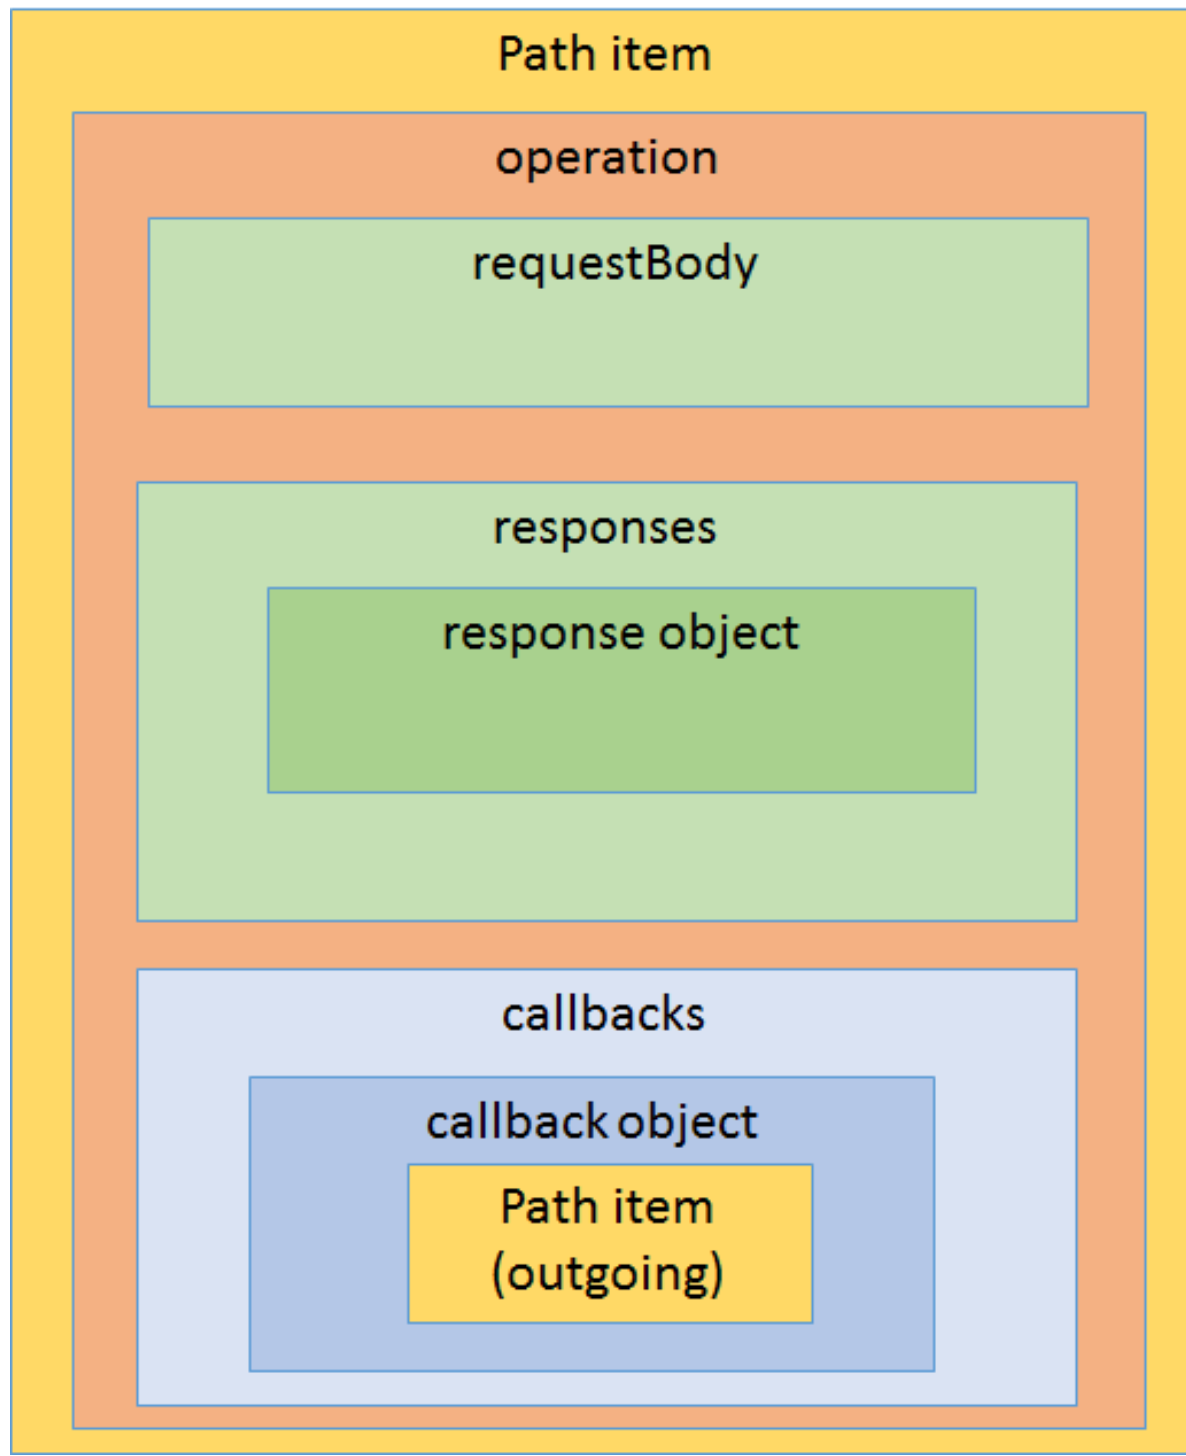 Path item
operation
requestBody
responses
response object
callbacks
callback object
Path item
(outgoing)